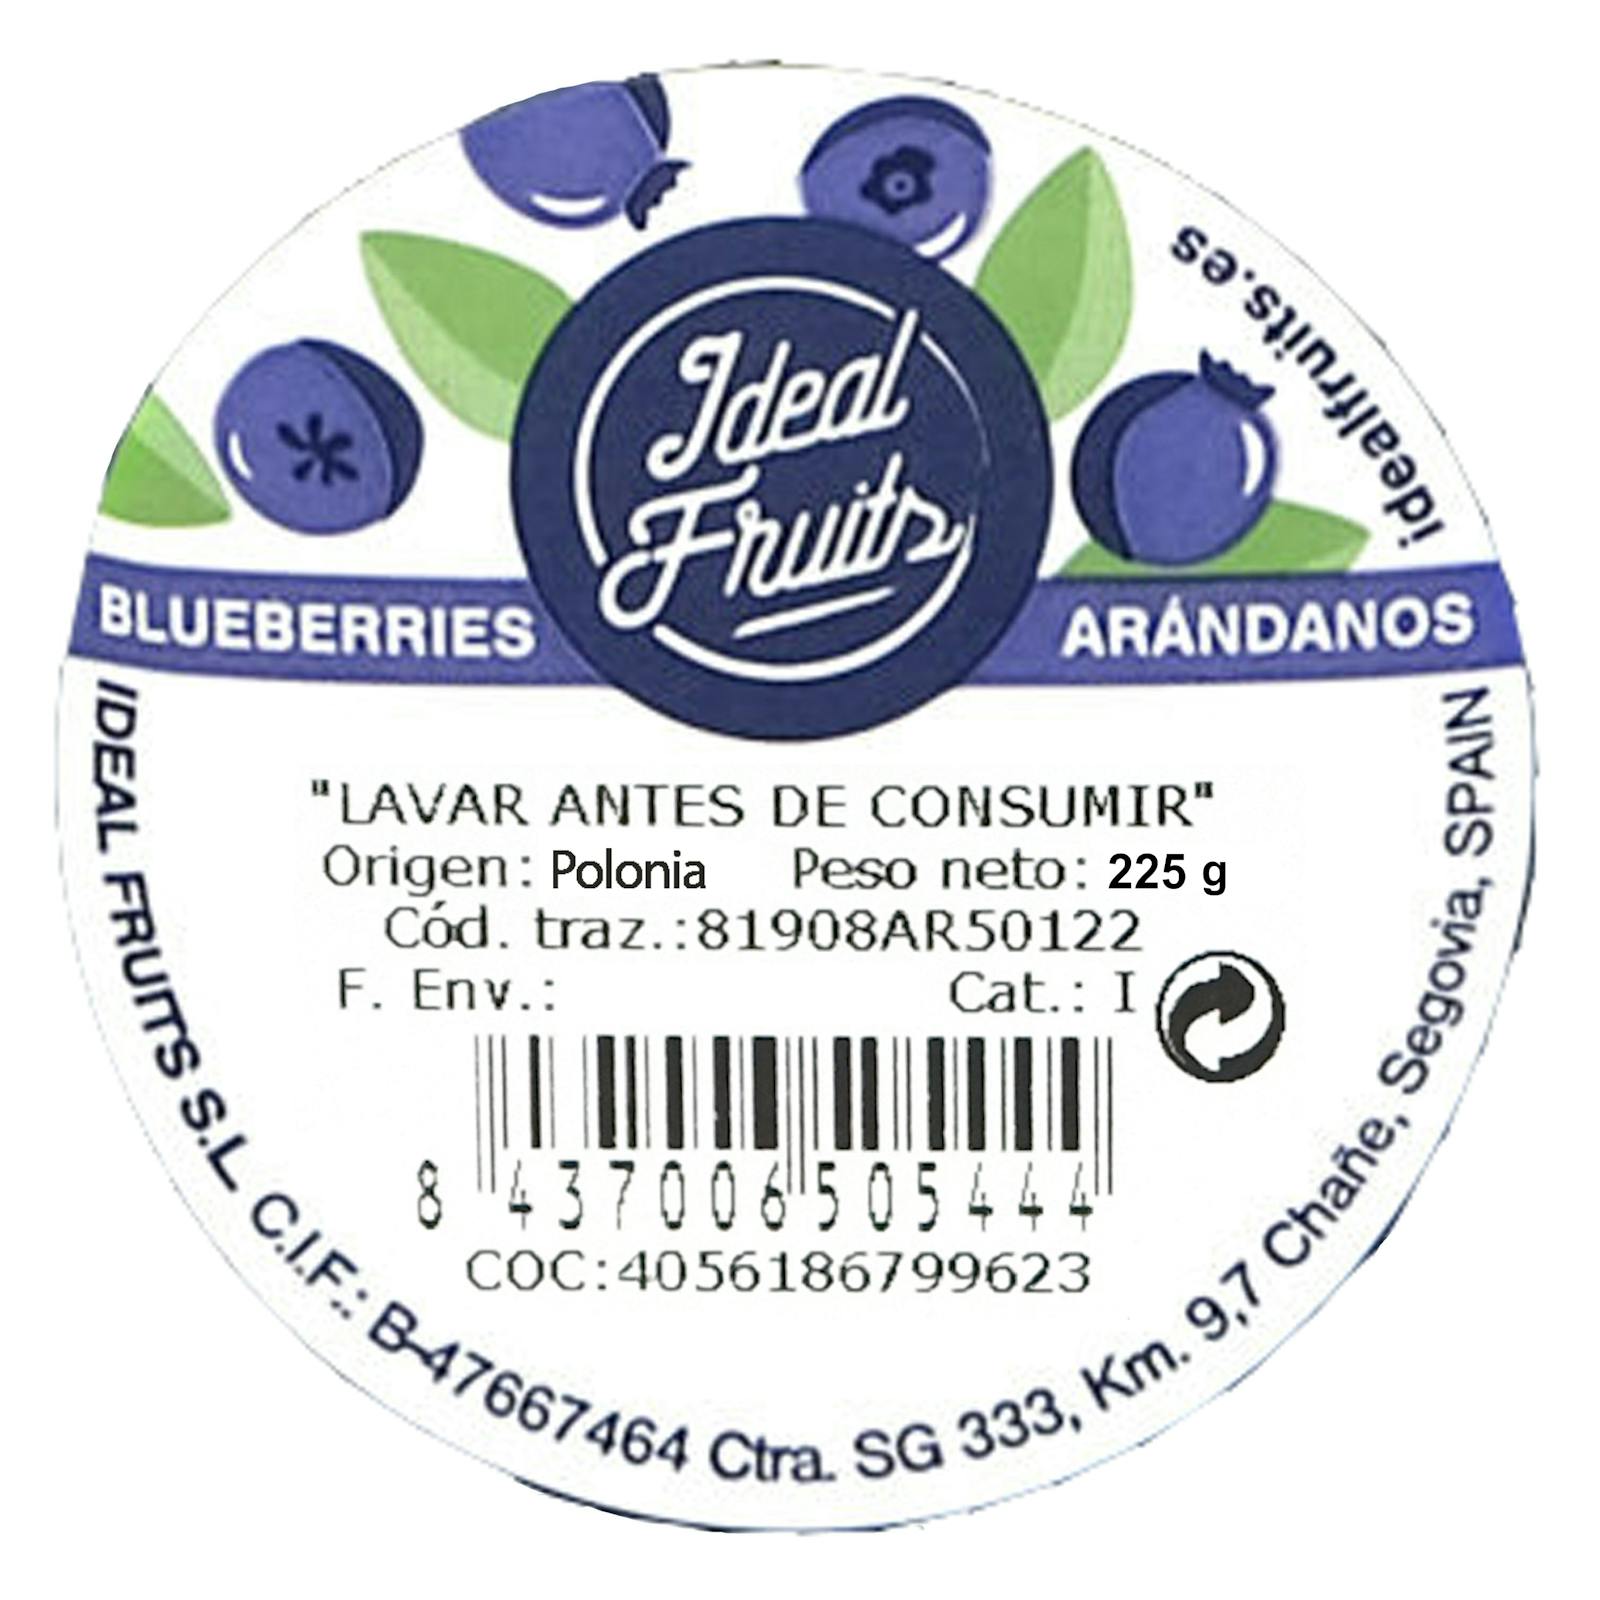 idealfruits.es
Ideal
Fruits
BLUEBERRIES
ARÁNDANOS
"LAVAR ANTES DE CONSUMIR"
Origen: Polonia Peso neto: 225 g
Cód. traz.:81908AR50122
F. Env.: Cat.: I
8 437006 505444
COC:4056186799623
IDEAL FRUITS S.L. C.I.F.: B-47667464 Ctra. SG 333, Km. 9,7 Chañe, Segovia, SPAIN